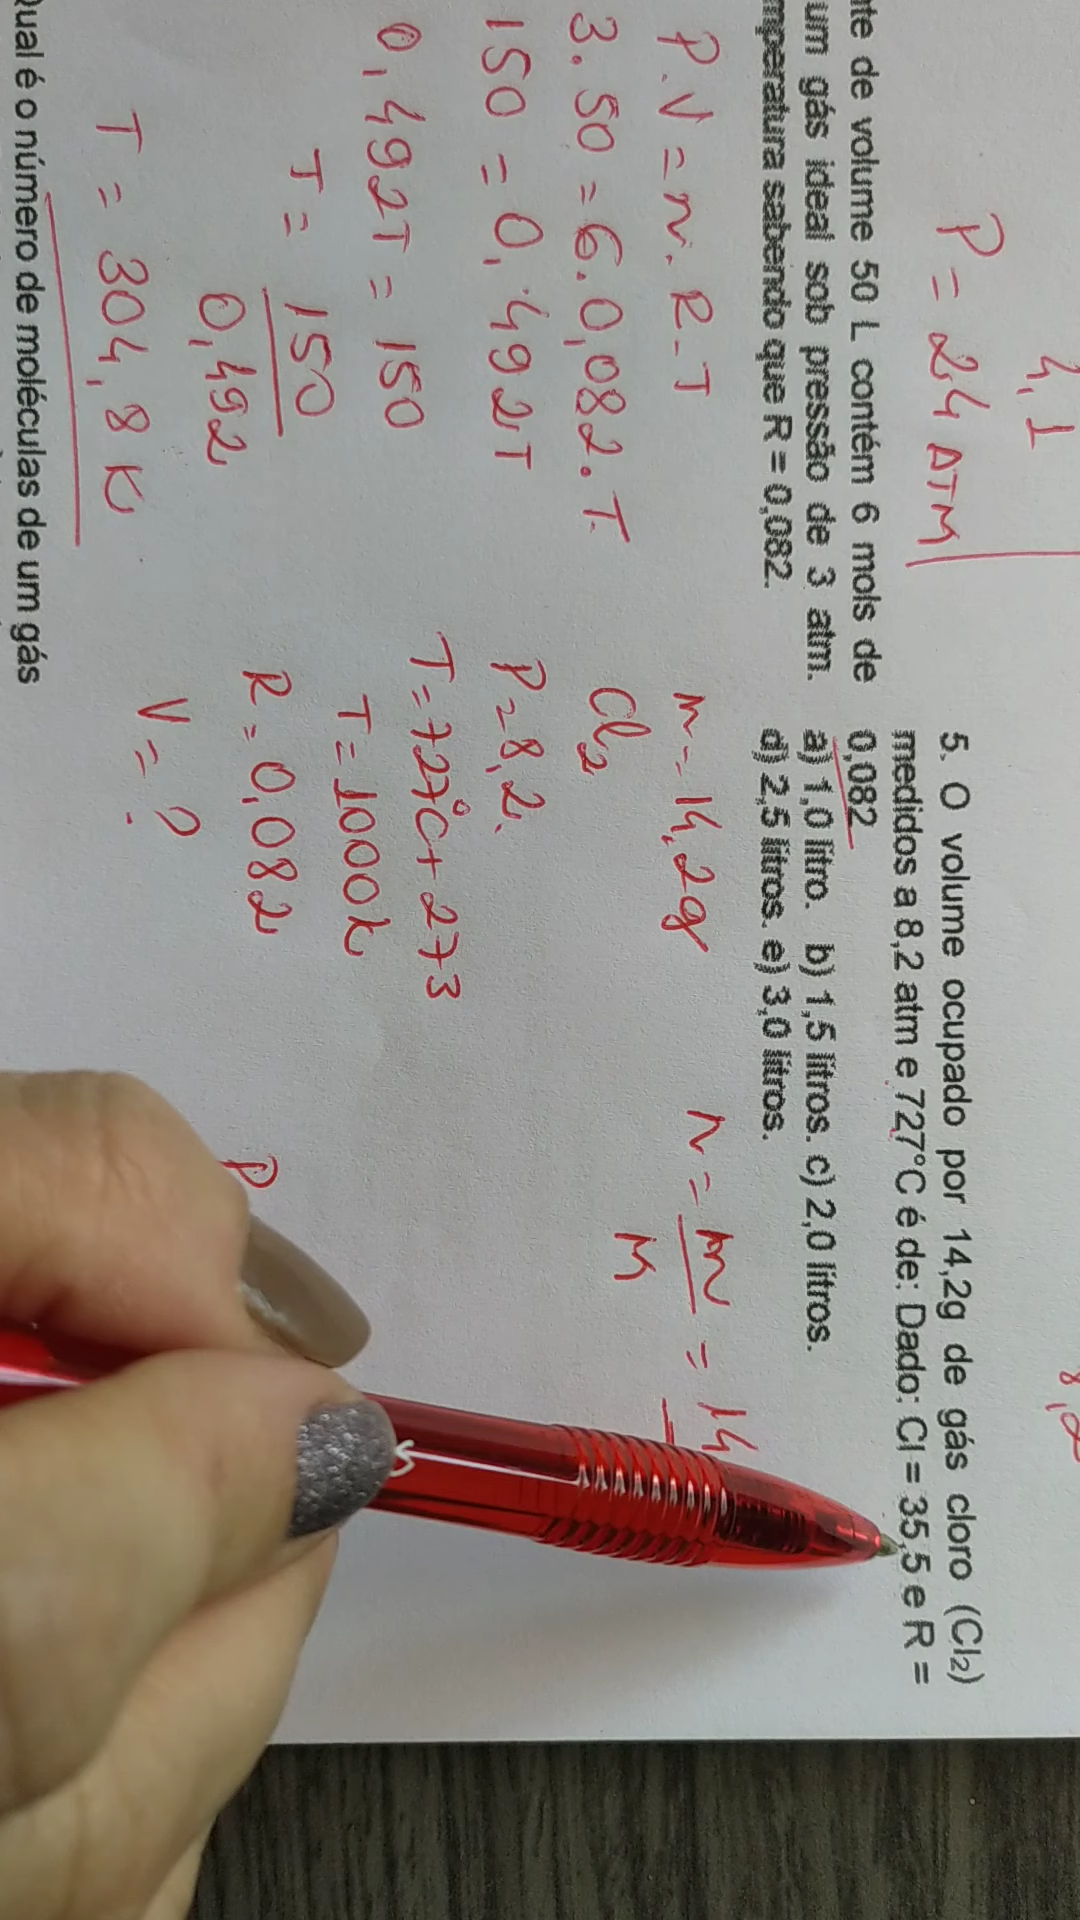 4,1
P = 24 ATM
de volume 50 L contém 6 mols de
um gás ideal sob pressão de 3 atm.
sabendo que R = 0,082.
P.V = n.R.T
3.50 = 6.0,082.T
150 = 0,492T
0,492T = 150
T = 150
0,492
T = 304,8 K
Qual é o número de moléculas de um gás
5. O volume ocupado por 14,2g de gás cloro (Cl₂)
medidos a 8,2 atm e 727°C é de: Dado: Cl = 35,5 e R =
0,082
a) 1,0 litro. b) 1,5 litros. c) 2,0 litros.
d) 2,5 litros. e) 3,0 litros.
m = 14,2g
Cl₂
P = 8,2
T = 727°C + 273
T = 1000K
R = 0,082
V = ?
n = m = 14
M
P